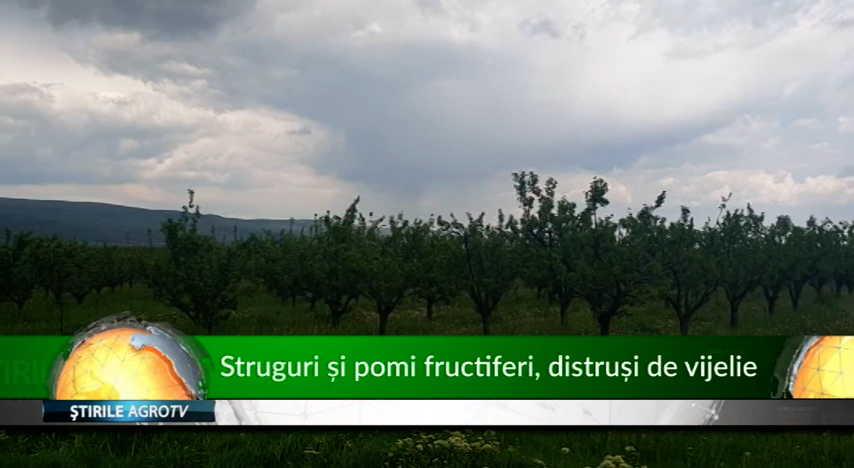 Struguri și pomi fructiferi, distruși de vijelie
ȘTIRILE AGROTV